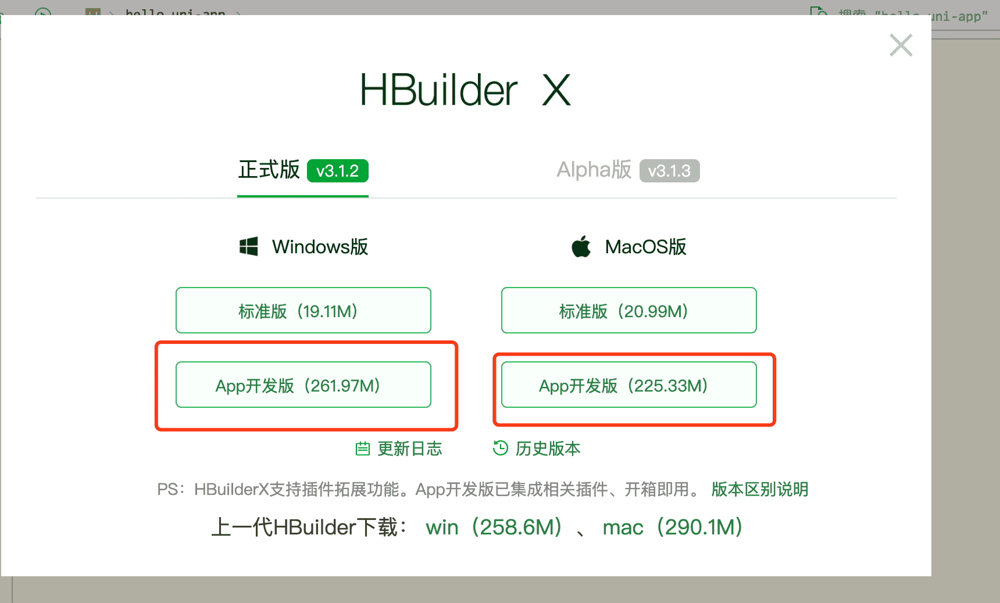 hello uni-app
搜索 "hello uni-app"
HBuilder X
正式版 v3.1.2
Alpha版 v3.1.3
Windows版
MacOS版
标准版（19.11M）
标准版（20.99M）
App开发版（261.97M）
App开发版（225.33M）
更新日志
历史版本
PS：HBuilderX支持插件拓展功能。App开发版已集成相关插件、开箱即用。 版本区别说明
上一代HBuilder下载： win（258.6M） 、 mac（290.1M）